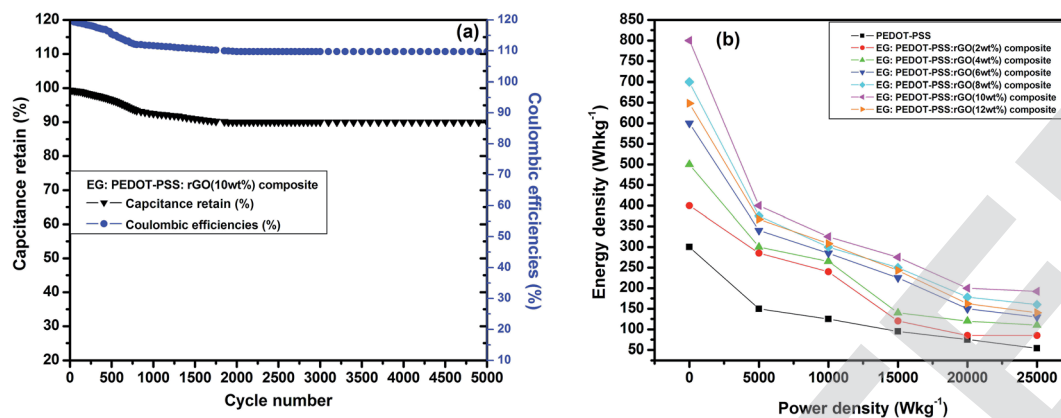 (a)
Capcitance retain (%)
120
110
100
90
80
70
60
50
40
30
20
EG: PEDOT-PSS: rGO(10wt%) composite
Capcitance retain (%)
Coulombic efficiencies (%)
0 500 1000 1500 2000 2500 3000 3500 4000 4500 5000
Cycle number
120
110
100
90
80
70
60
50
40
30
20
10
Coulombic efficiencies (%)
(b)
Energy density (Whkg-1)
850
800
750
700
650
600
550
500
450
400
350
300
250
200
150
100
50
PEDOT-PSS
EG: PEDOT-PSS:rGO(2wt%) composite
EG: PEDOT-PSS:rGO(4wt%) composite
EG: PEDOT-PSS:rGO(6wt%) composite
EG: PEDOT-PSS:rGO(8wt%) composite
EG: PEDOT-PSS:rGO(10wt%) composite
EG: PEDOT-PSS:rGO(12wt%) composite
0 5000 10000 15000 20000 25000
Power density (Wkg-1)